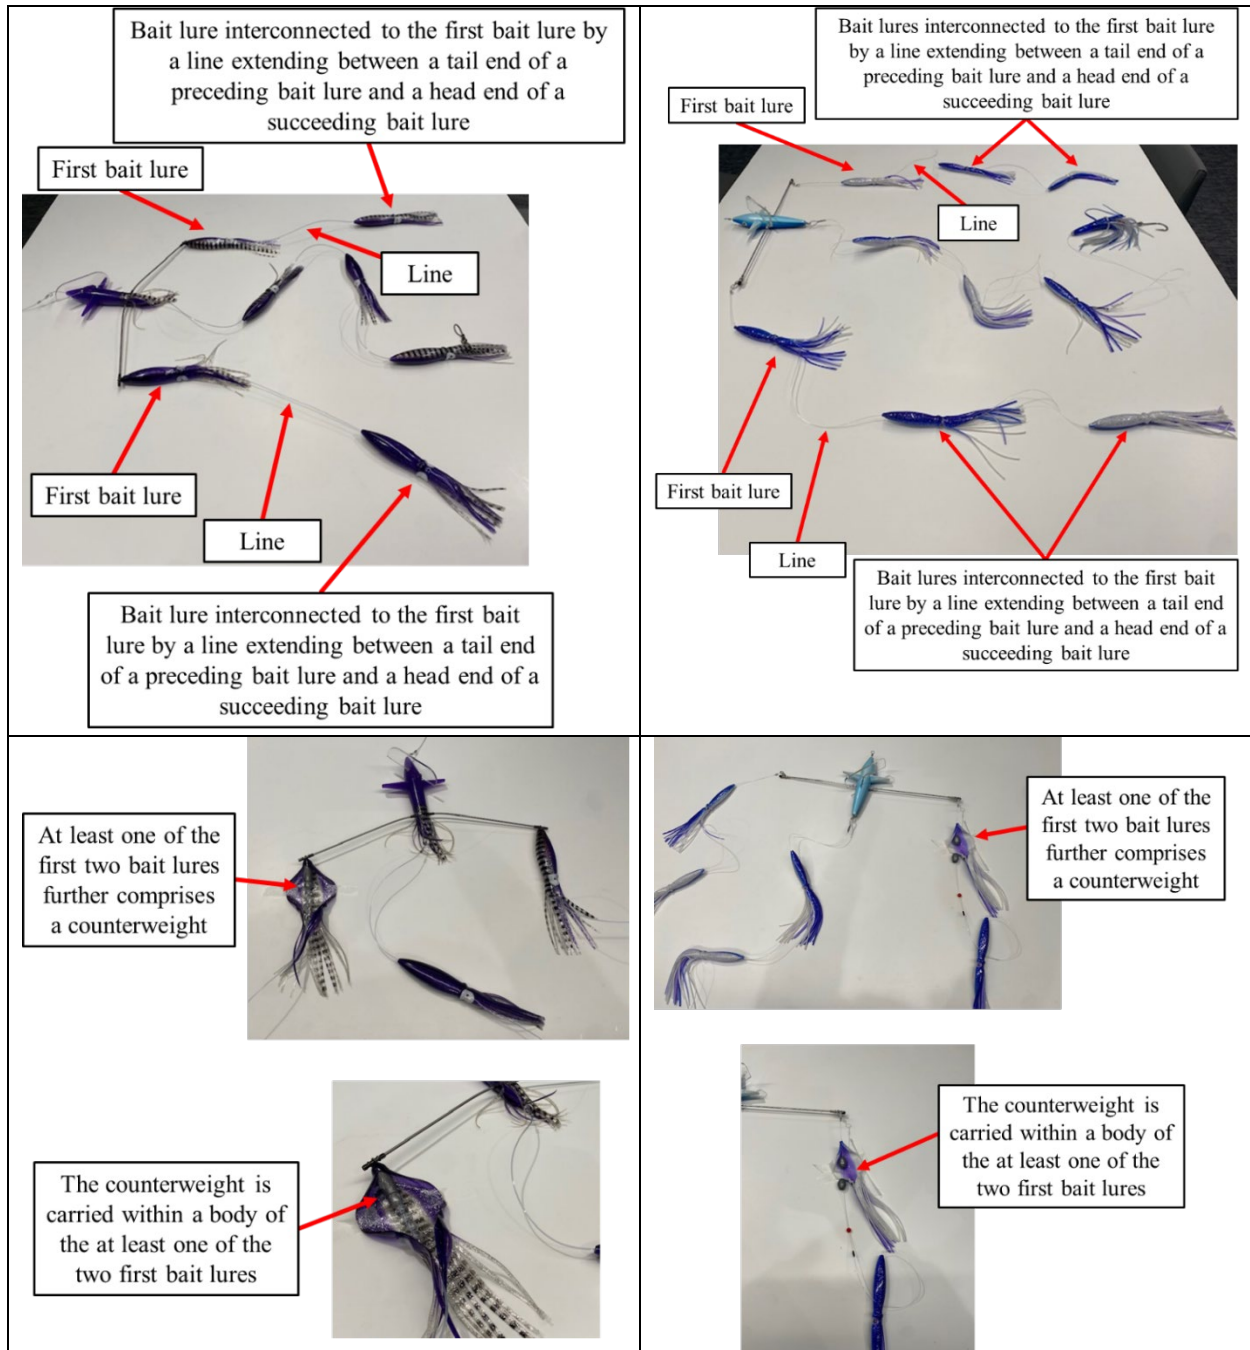 Bait lure interconnected to the first bait lure by
a line extending between a tail end of a
preceding bait lure and a head end of a
succeeding bait lure
First bait lure
Line
First bait lure
Line
Bait lure interconnected to the first bait
lure by a line extending between a tail end
of a preceding bait lure and a head end of a
succeeding bait lure
Bait lures interconnected to the first bait lure
by a line extending between a tail end of a
preceding bait lure and a head end of a
succeeding bait lure
First bait lure
Line
First bait lure
Line
Bait lures interconnected to the first bait
lure by a line extending between a tail end
of a preceding bait lure and a head end of a
succeeding bait lure
At least one of the
first two bait lures
further comprises
a counterweight
The counterweight is
carried within a body of
the at least one of the
two first bait lures
At least one of the
first two bait lures
further comprises
a counterweight
The counterweight is
carried within a body of
the at least one of the
two first bait lures